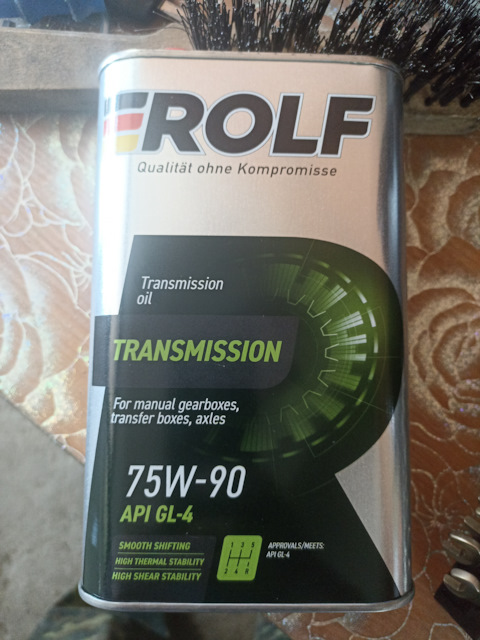 ROLF
Qualität ohne Kompromisse
Transmission
oil
TRANSMISSION
For manual gearboxes,
transfer boxes, axles
75W-90
API GL-4
SMOOTH SHIFTING
HIGH THERMAL STABILITY
HIGH SHEAR STABILITY
APPROVALS/MEETS:
API GL-4